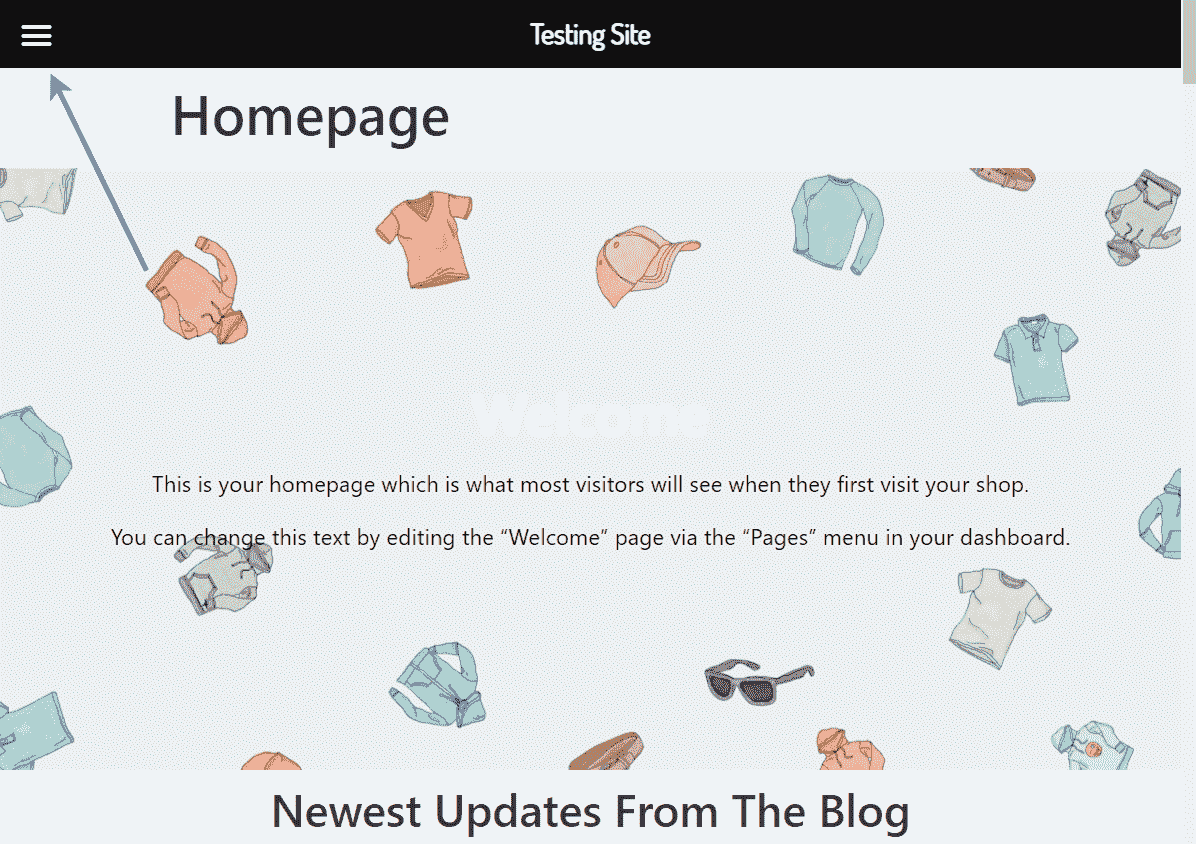 Testing Site
Homepage
Welcome
This is your homepage which is what most visitors will see when they first visit your shop.
You can change this text by editing the “Welcome” page via the “Pages” menu in your dashboard.
Newest Updates From The Blog